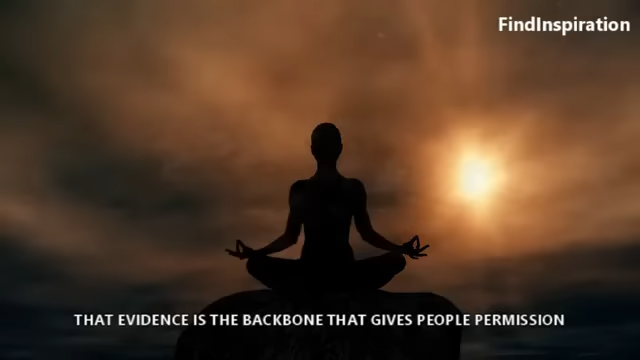 FindInspiration
THAT EVIDENCE IS THE BACKBONE THAT GIVES PEOPLE PERMISSION